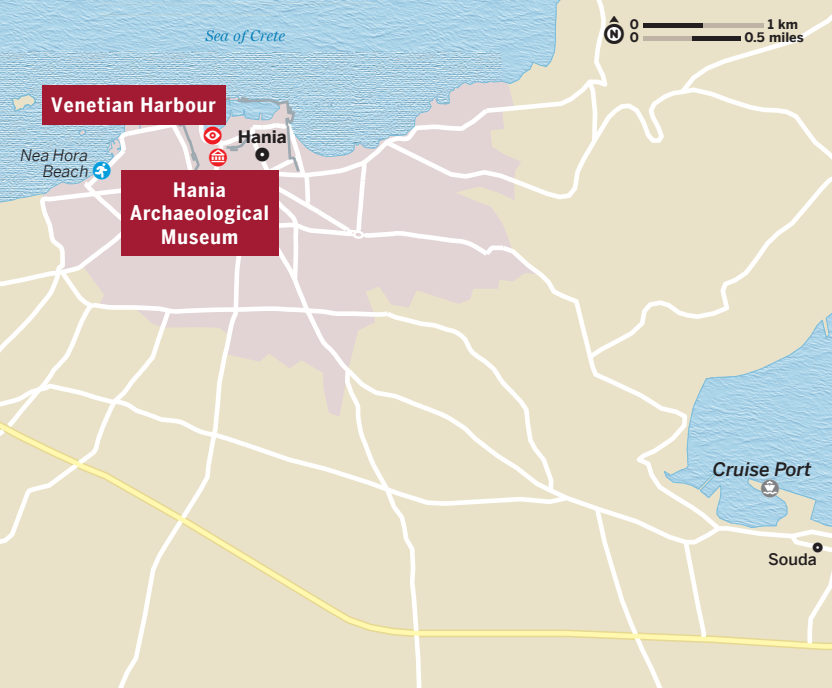 Sea of Crete
0 1 km
N
0 0.5 miles
Venetian Harbour
Hania
Nea Hora
Beach
Hania
Archaeological
Museum
Cruise Port
Souda